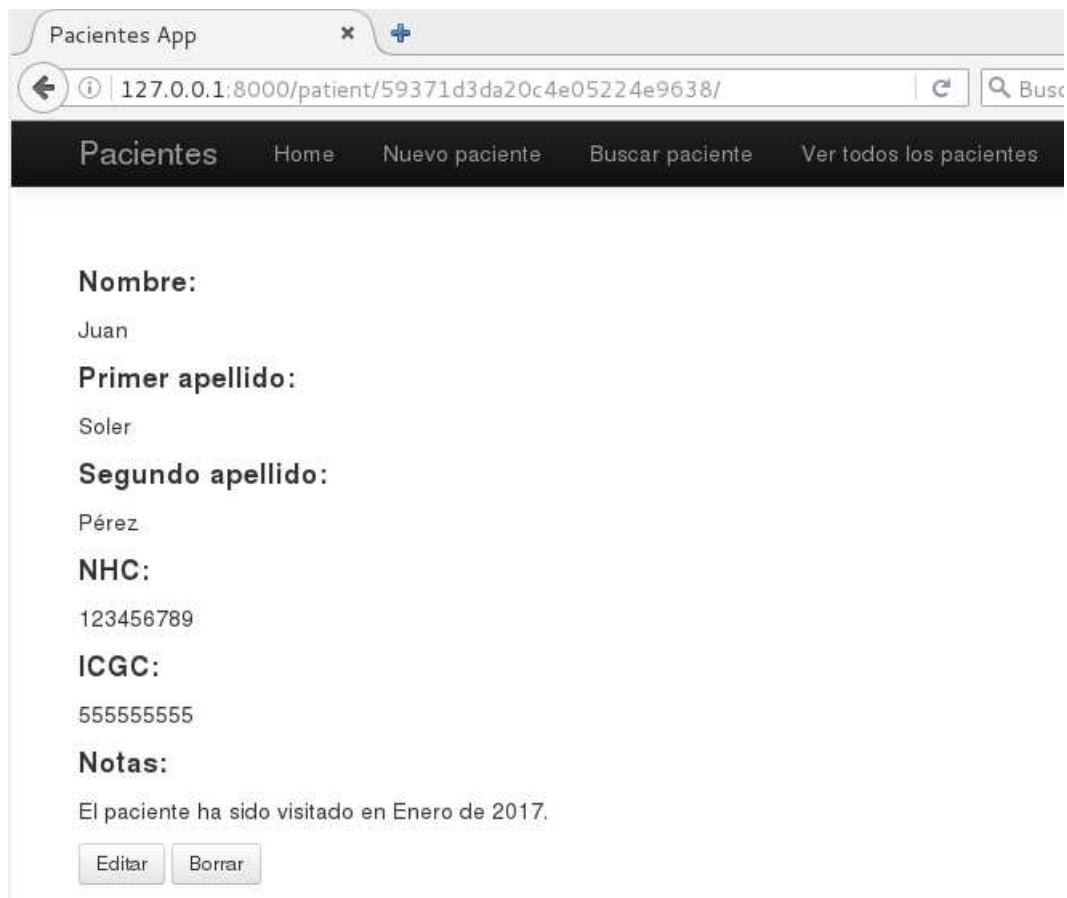 Pacientes App
127.0.0.1:8000/patient/59371d3da20c4e05224e9638/
Busc
Pacientes Home Nuevo paciente Buscar paciente Ver todos los pacientes
Nombre:
Juan
Primer apellido:
Soler
Segundo apellido:
Pérez
NHC:
123456789
ICGC:
555555555
Notas:
El paciente ha sido visitado en Enero de 2017.
Editar Borrar